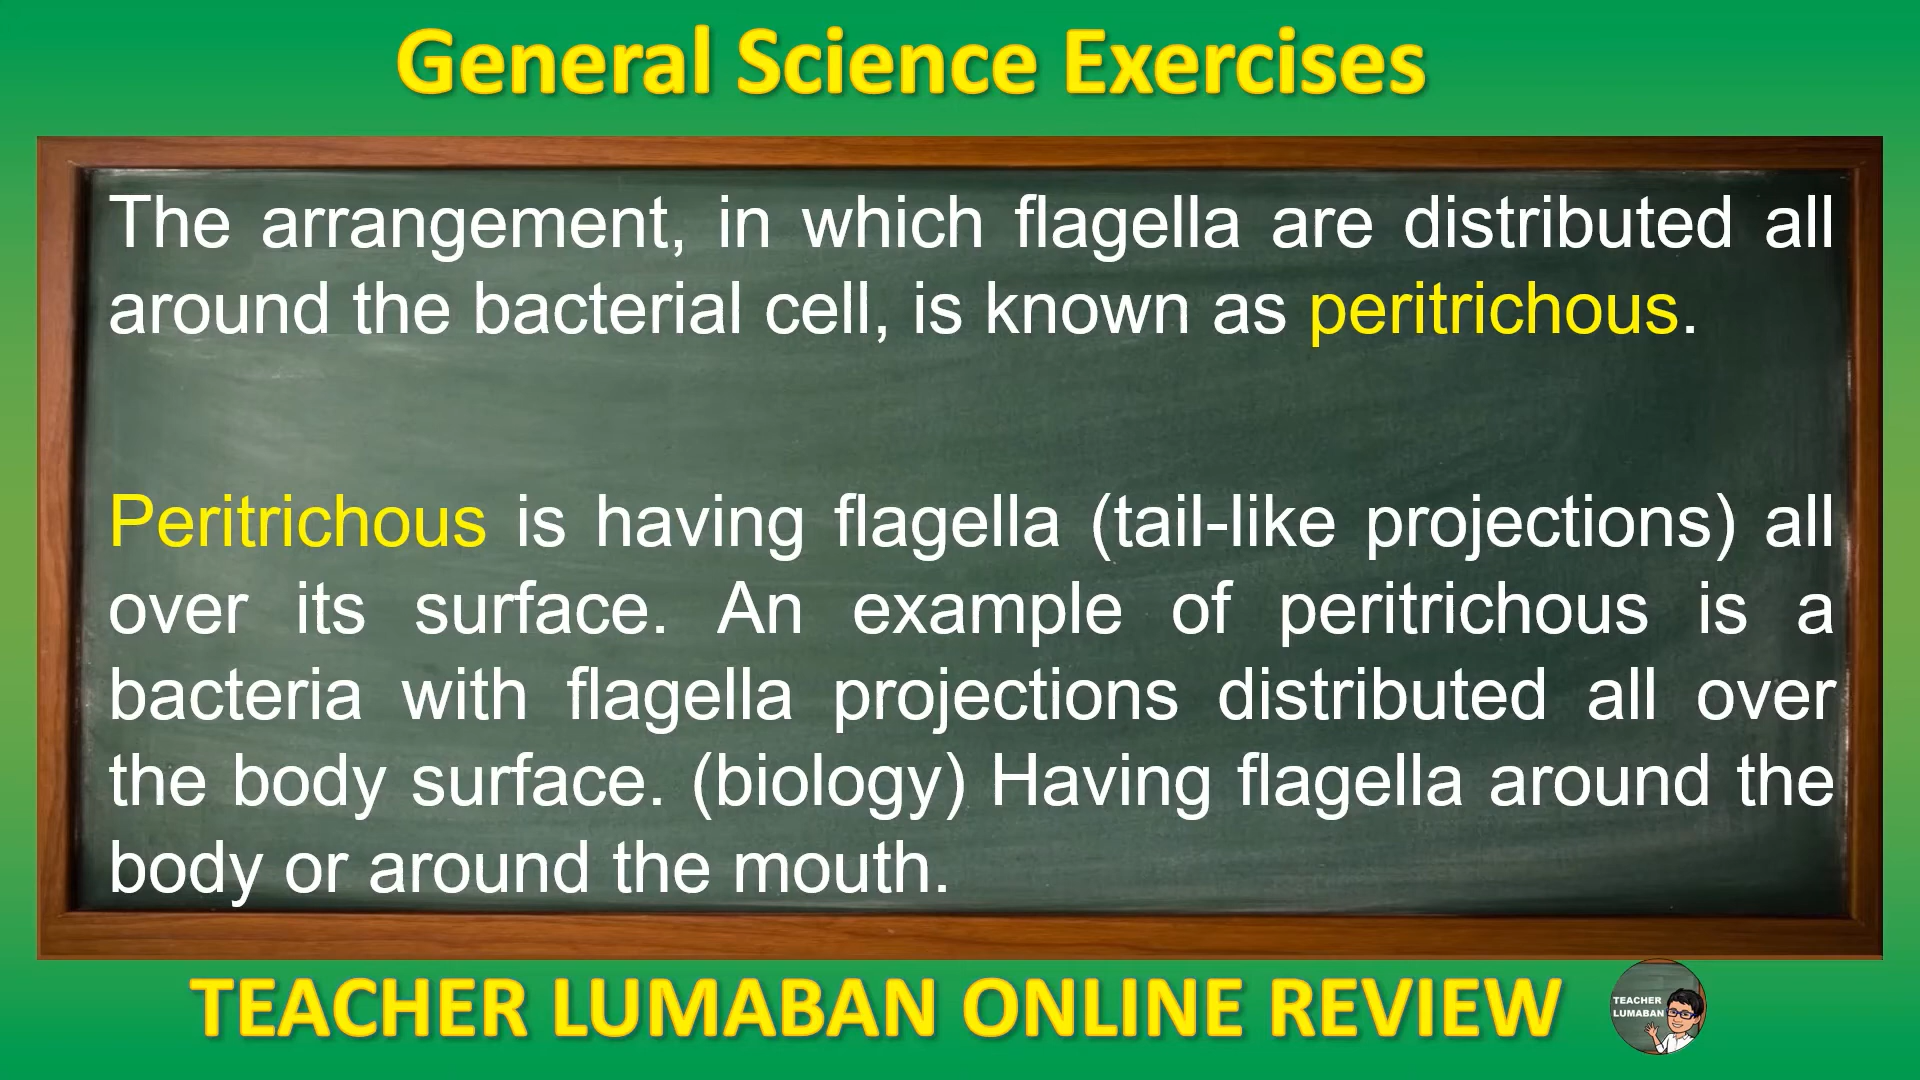 General Science Exercises
The arrangement, in which flagella are distributed all
around the bacterial cell, is known as peritrichous.
Peritrichous is having flagella (tail-like projections) all
over its surface. An example of peritrichous is a
bacteria with flagella projections distributed all over
the body surface. (biology) Having flagella around the
body or around the mouth.
TEACHER LUMABAN ONLINE REVIEW
TEACHER
LUMABAN